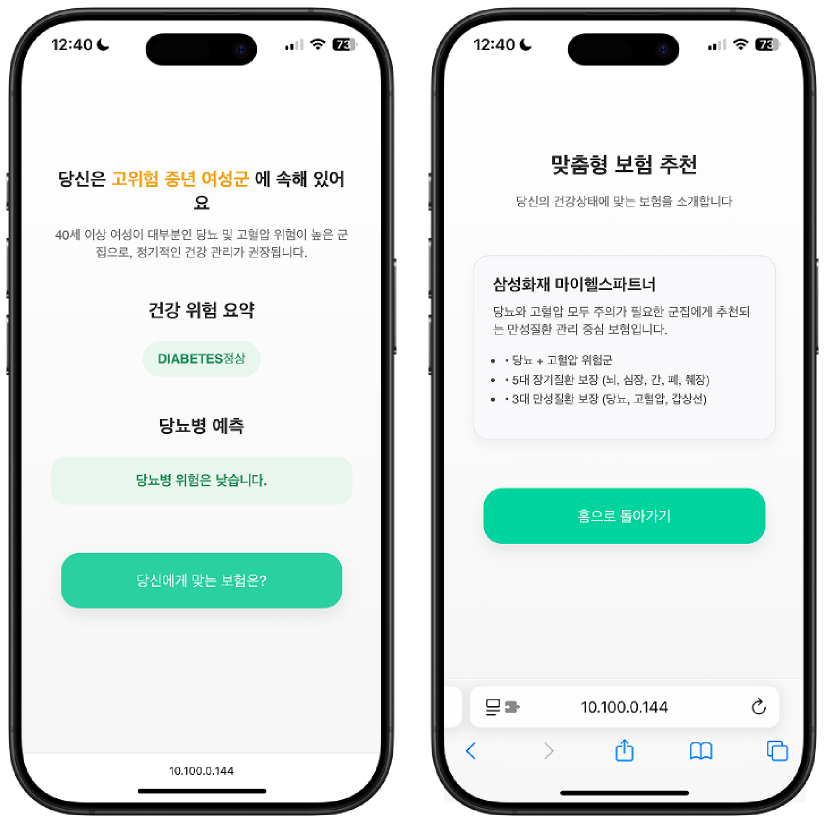 12:40
73
당신은 고위험 중년 여성군 에 속해 있어
요
40세 이상 여성이 대부분인 당뇨 및 고혈압 위험이 높은 군
집으로, 정기적인 건강 관리가 권장됩니다.
건강 위험 요약
DIABETES정상
당뇨병 예측
당뇨병 위험은 낮습니다.
당신에게 맞는 보험은?
10.100.0.144
12:40
73
맞춤형 보험 추천
당신의 건강상태에 맞는 보험을 소개합니다
삼성화재 마이헬스파트너
당뇨와 고혈압 모두 주의가 필요한 군집에게 추천되
는 만성질환 관리 중심 보험입니다.
• · 당뇨 + 고혈압 위험군
• · 5대 장기질환 보장 (뇌, 심장, 간, 폐, 췌장)
• · 3대 만성질환 보장 (당뇨, 고혈압, 갑상선)
홈으로 돌아가기
10.100.0.144